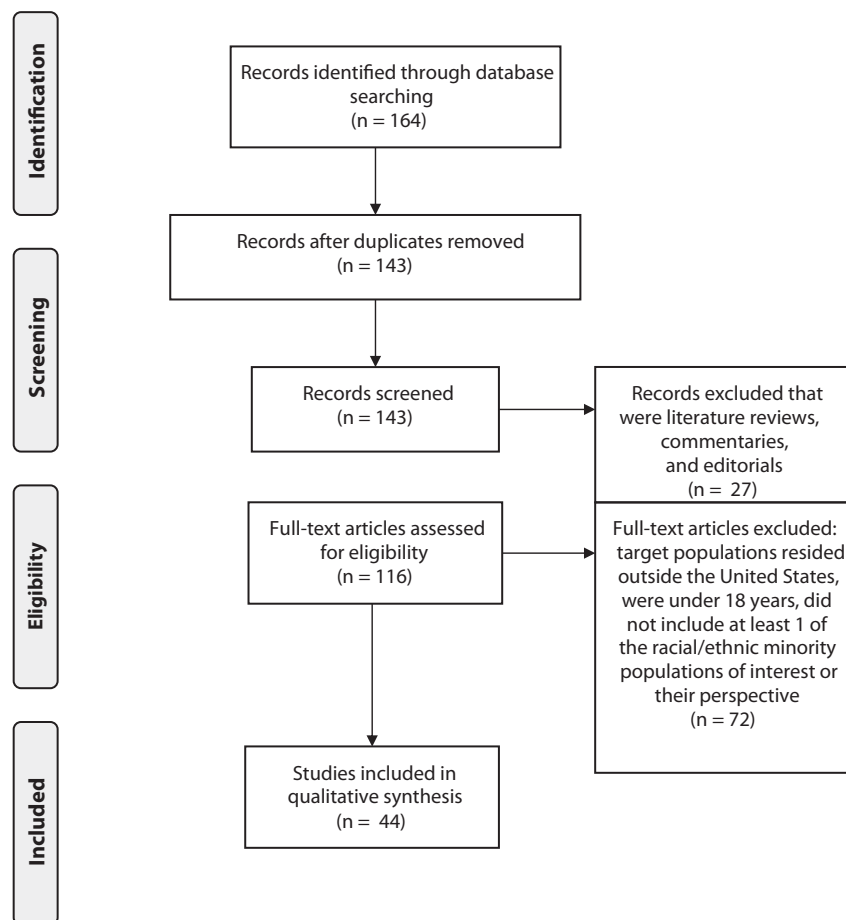 Identification
Records identified through database
searching
(n = 164)
Records after duplicates removed
(n = 143)
Screening
Records screened
(n = 143)
Records excluded that
were literature reviews,
commentaries,
and editorials
(n = 27)
Eligibility
Full-text articles assessed
for eligibility
(n = 116)
Full-text articles excluded:
target populations resided
outside the United States,
were under 18 years, did
not include at least 1 of
the racial/ethnic minority
populations of interest or
their perspective
(n = 72)
Included
Studies included in
qualitative synthesis
(n = 44)